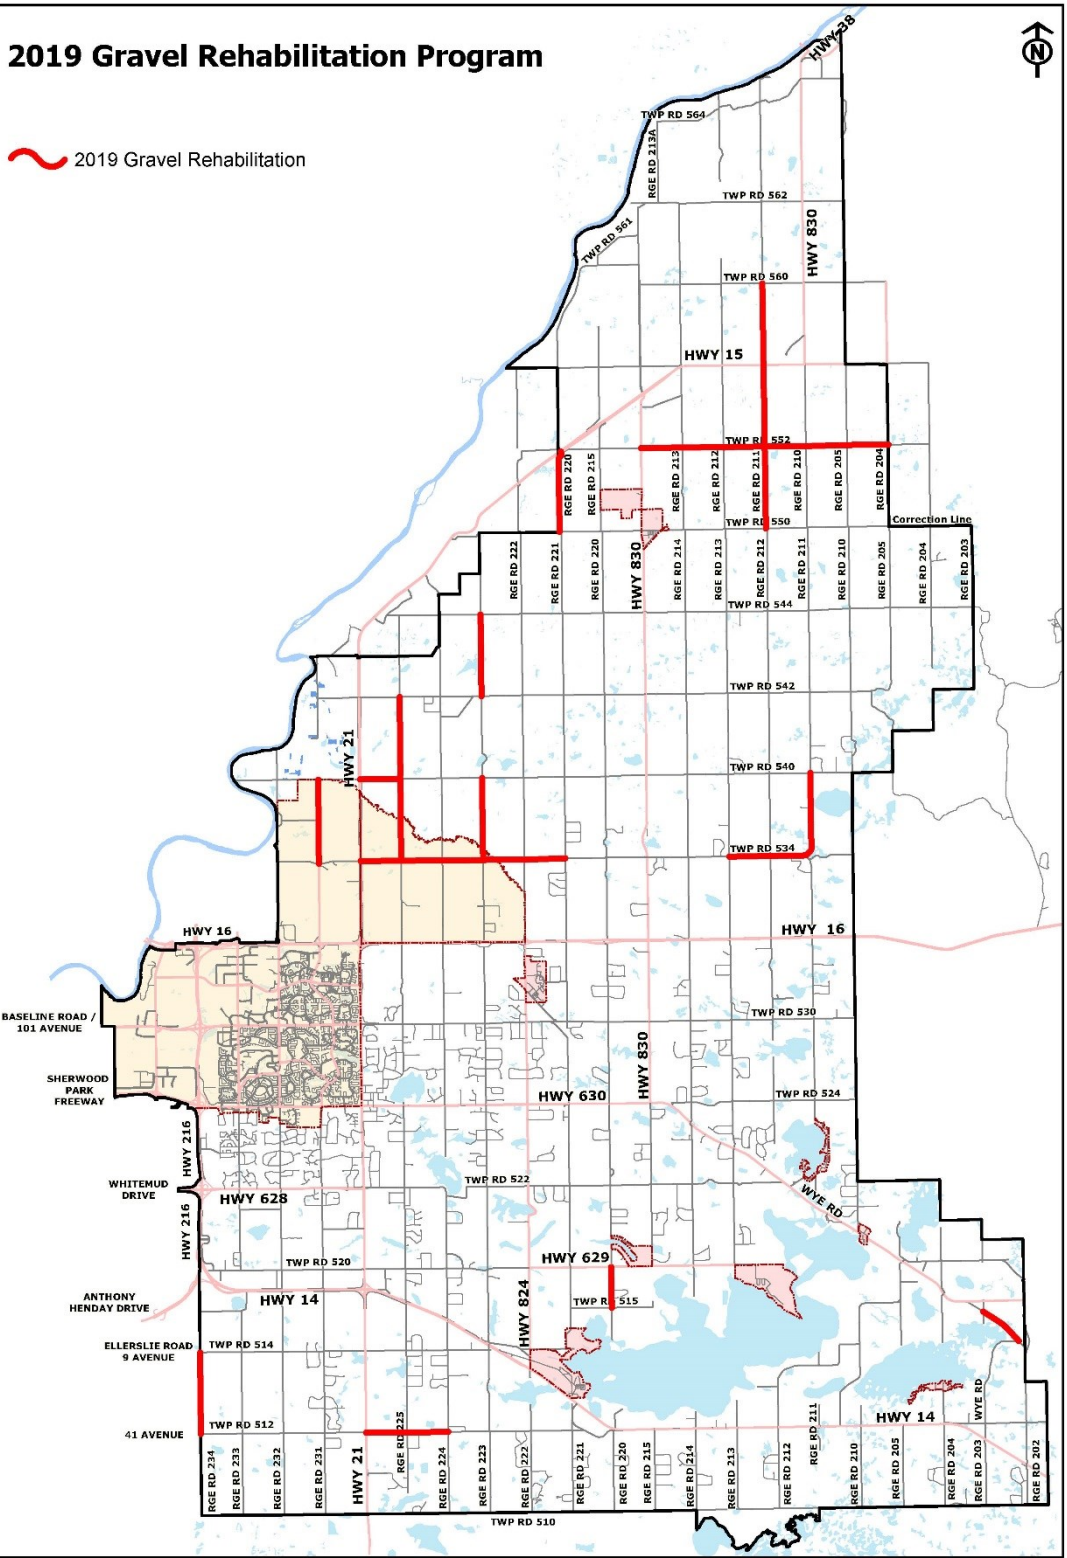 2019 Gravel Rehabilitation Program
N
2019 Gravel Rehabilitation
HWY 38
TWP RD 564
RGE RD 213A
TWP RD 562
TWP RD 561
HWY 830
TWP RD 560
HWY 15
TWP RD 552
RGE RD 220
RGE RD 215
RGE RD 213
RGE RD 212
RGE RD 211
RGE RD 210
RGE RD 205
RGE RD 204
TWP RD 550
Correction Line
RGE RD 222
RGE RD 221
RGE RD 220
HWY 830
RGE RD 214
RGE RD 213
RGE RD 212
RGE RD 211
RGE RD 210
RGE RD 205
RGE RD 204
RGE RD 203
TWP RD 544
TWP RD 542
HWY 21
TWP RD 540
TWP RD 534
HWY 16
HWY 16
BASELINE ROAD /
101 AVENUE
TWP RD 530
HWY 830
SHERWOOD
PARK
FREEWAY
HWY 630
TWP RD 524
HWY 216
WHITEMUD
DRIVE
HWY 628
TWP RD 522
WYE RD
HWY 216
TWP RD 520
HWY 629
ANTHONY
HENDAY DRIVE
HWY 14
HWY 824
TWP RD 515
ELLERSLIE ROAD
9 AVENUE
TWP RD 514
WYE RD
HWY 14
41 AVENUE
TWP RD 512
RGE RD 234
RGE RD 233
RGE RD 232
RGE RD 231
HWY 21
RGE RD 225
RGE RD 224
RGE RD 223
RGE RD 222
RGE RD 221
RGE RD 220
RGE RD 215
RGE RD 214
RGE RD 213
RGE RD 212
RGE RD 211
RGE RD 210
RGE RD 205
RGE RD 204
RGE RD 203
RGE RD 202
TWP RD 510